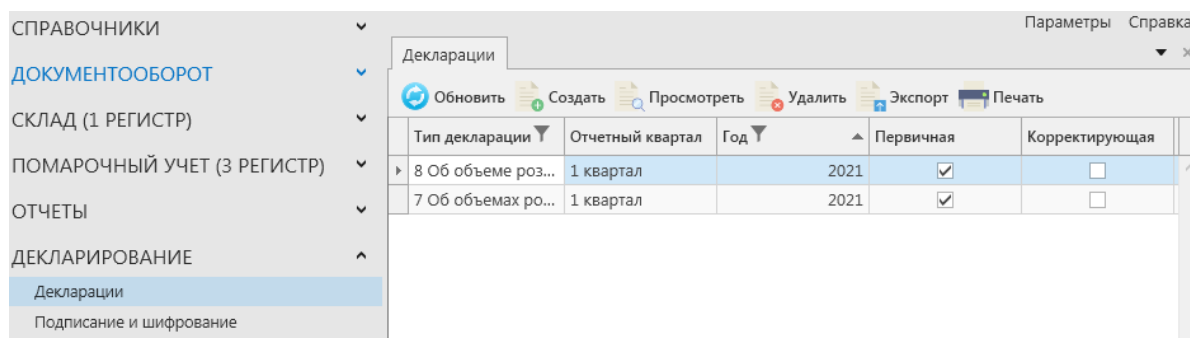 СПРАВОЧНИКИ
ДОКУМЕНТООБОРОТ
СКЛАД (1 РЕГИСТР)
ПОМАРОЧНЫЙ УЧЕТ (3 РЕГИСТР)
ОТЧЕТЫ
ДЕКЛАРИРОВАНИЕ
Декларации
Подписание и шифрование
Параметры Справка
Декларации
Обновить Создать Просмотреть Удалить Экспорт Печать
Тип декларации Отчетный квартал Год Первичная Корректирующая
8 Об объеме роз... 1 квартал 2021
7 Об объемах ро... 1 квартал 2021